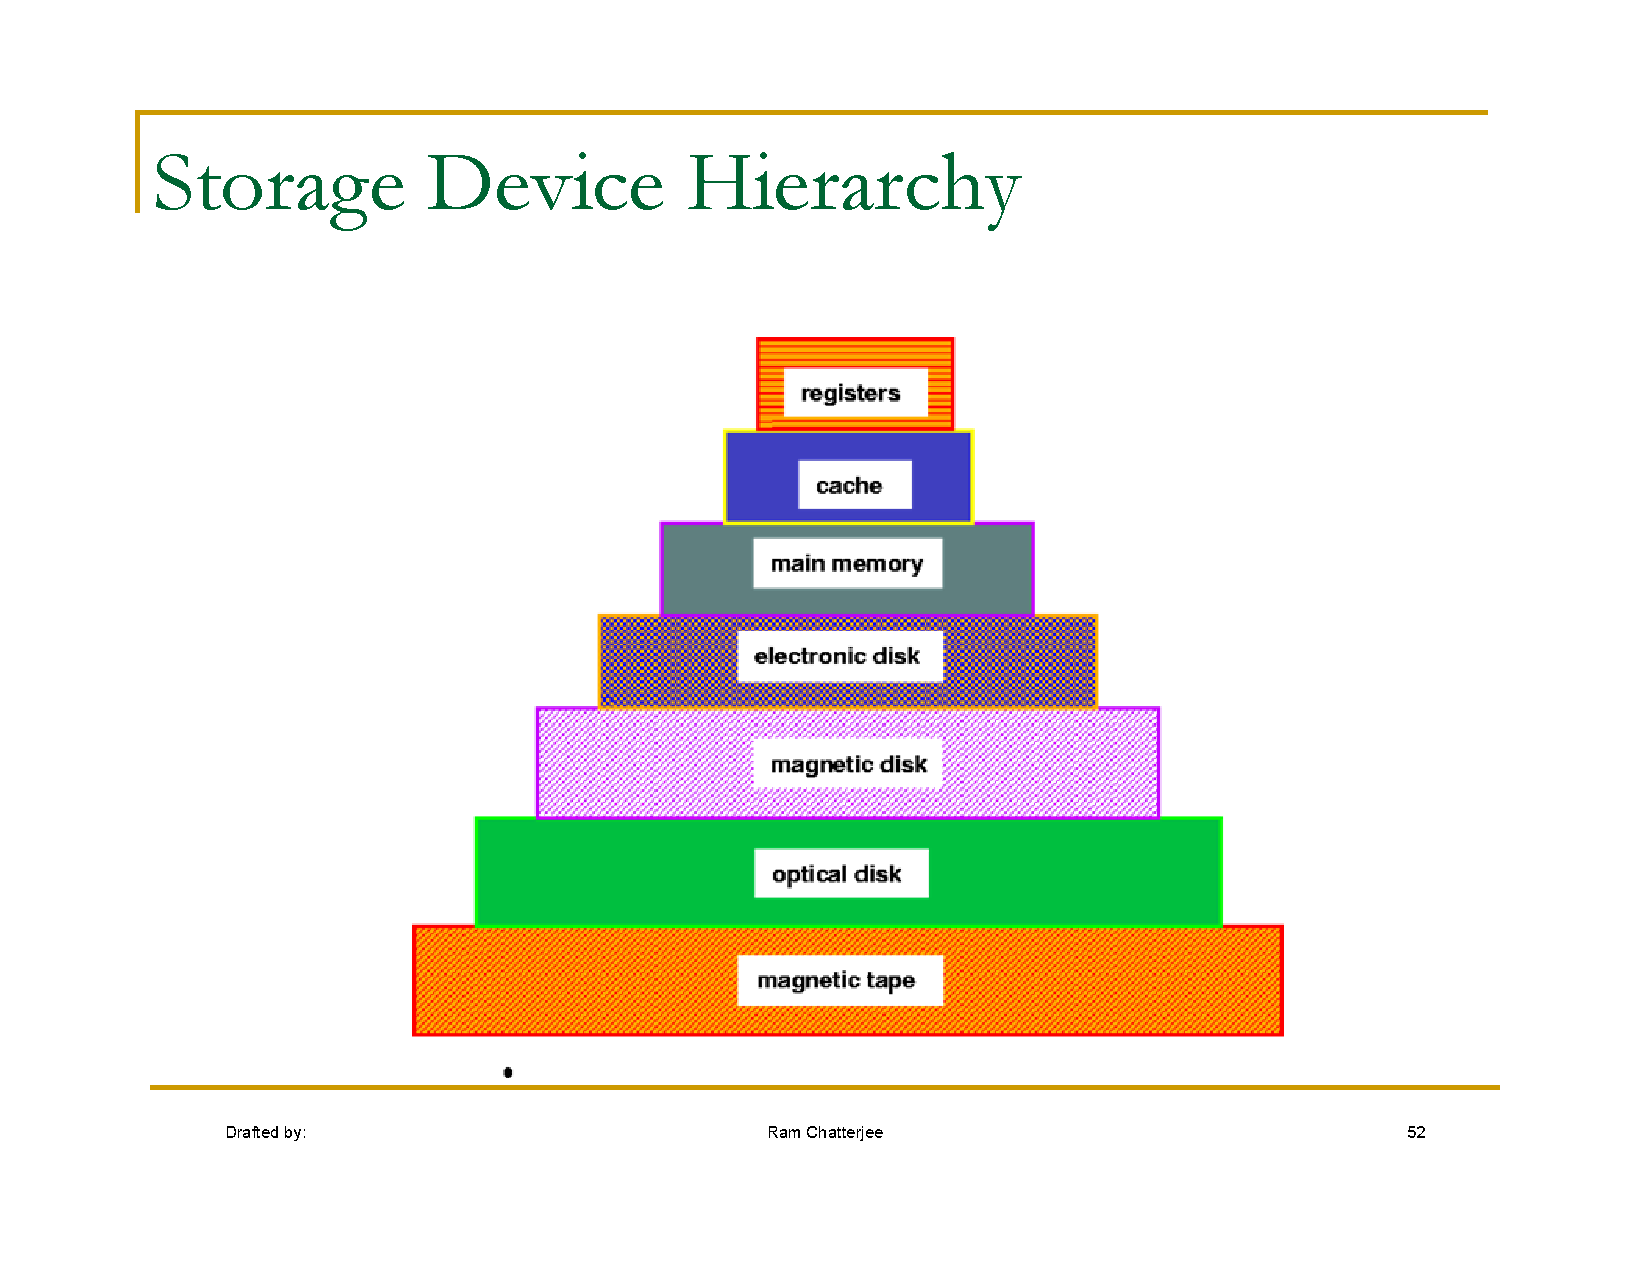 Storage Device Hierarchy
registers
cache
main memory
electronic disk
magnetic disk
optical disk
magnetic tape
•
Drafted by: Ram Chatterjee 52